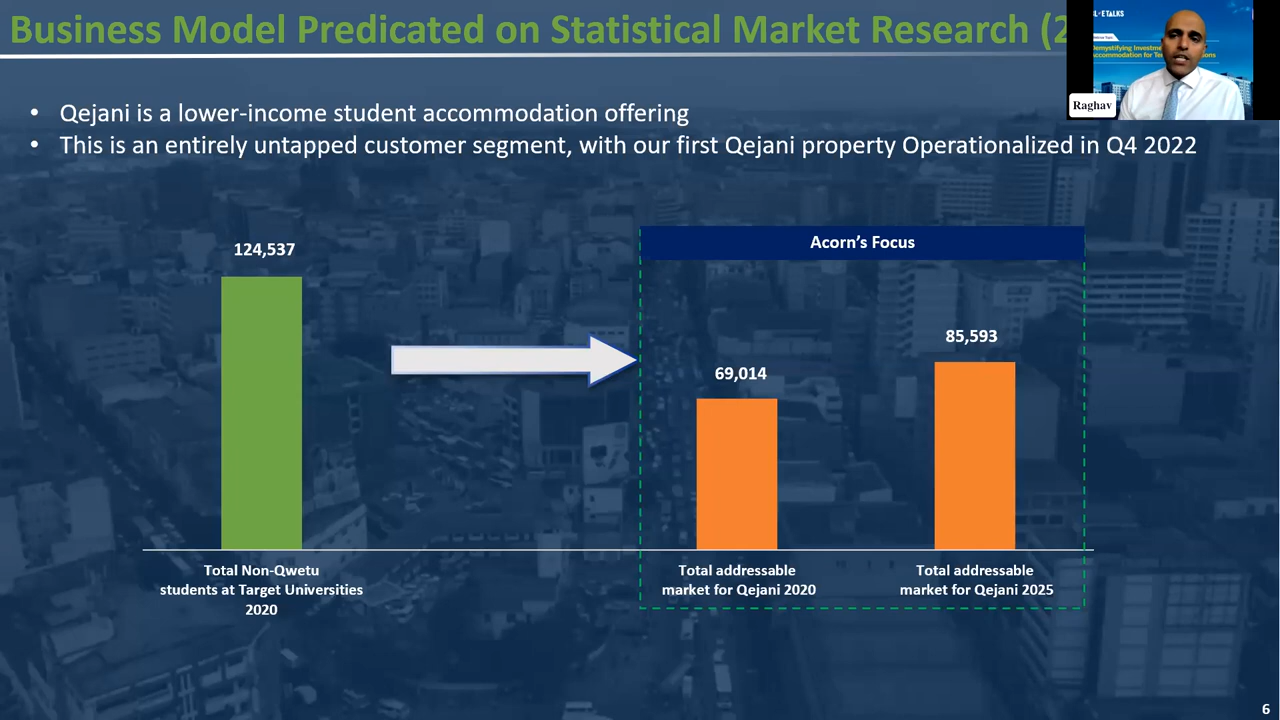 Business Model Predicated on Statistical Market Research (2
• Qejani is a lower-income student accommodation offering
• This is an entirely untapped customer segment, with our first Qejani property Operationalized in Q4 2022
Raghav
124,537
Acorn's Focus
69,014
85,593
Total Non-Qwetu
students at Target Universities
2020
Total addressable
market for Qejani 2020
Total addressable
market for Qejani 2025
6